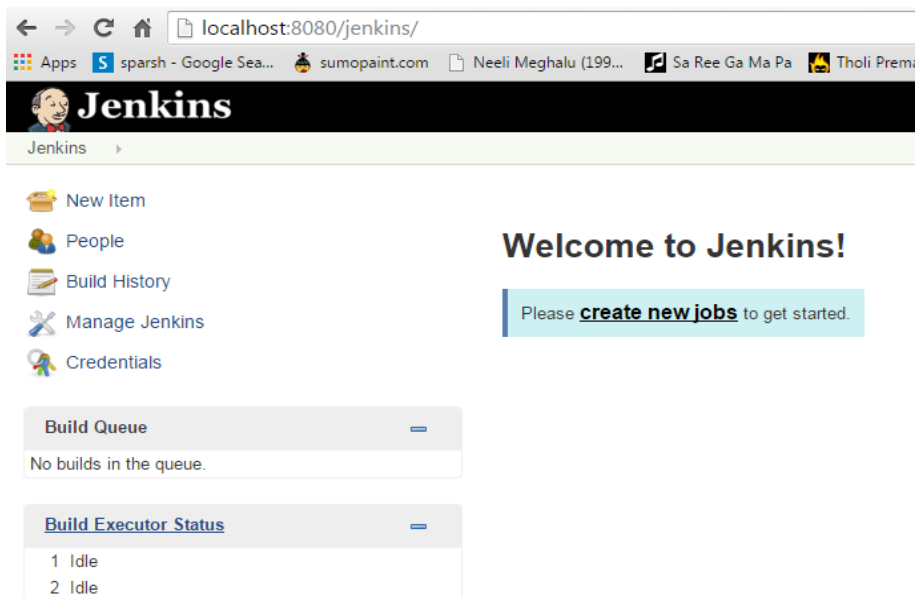 localhost:8080/jenkins/
Apps S sparsh - Google Sea... sumopaint.com Neeli Meghalu (199... Sa Ree Ga Ma Pa Tholi Prema
Jenkins
Jenkins
New Item
People
Build History
Manage Jenkins
Credentials
Welcome to Jenkins!
Please create new jobs to get started.
Build Queue
No builds in the queue.
Build Executor Status
1 Idle
2 Idle